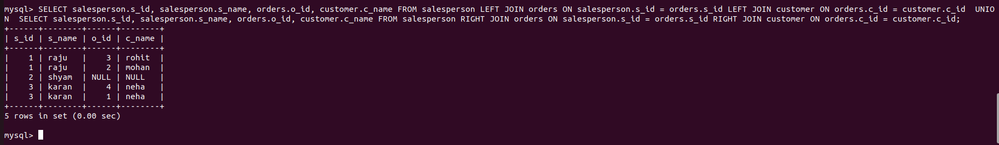 mysql> SELECT salesperson.s_id, salesperson.s_name, orders.o_id, customer.c_name FROM salesperson LEFT JOIN orders ON salesperson.s_id = orders.s_id LEFT JOIN customer ON orders.c_id = customer.c_id  UNIO
N  SELECT salesperson.s_id, salesperson.s_name, orders.o_id, customer.c_name FROM salesperson RIGHT JOIN orders ON salesperson.s_id = orders.s_id RIGHT JOIN customer ON orders.c_id = customer.c_id;
+------+--------+------+--------+
| s_id | s_name | o_id | c_name |
+------+--------+------+--------+
|    1 | raju   |    3 | rohit  |
|    1 | raju   |    2 | mohan  |
|    2 | shyam  | NULL | NULL   |
|    3 | karan  |    4 | neha   |
|    3 | karan  |    1 | neha   |
+------+--------+------+--------+
5 rows in set (0.00 sec)
mysql>